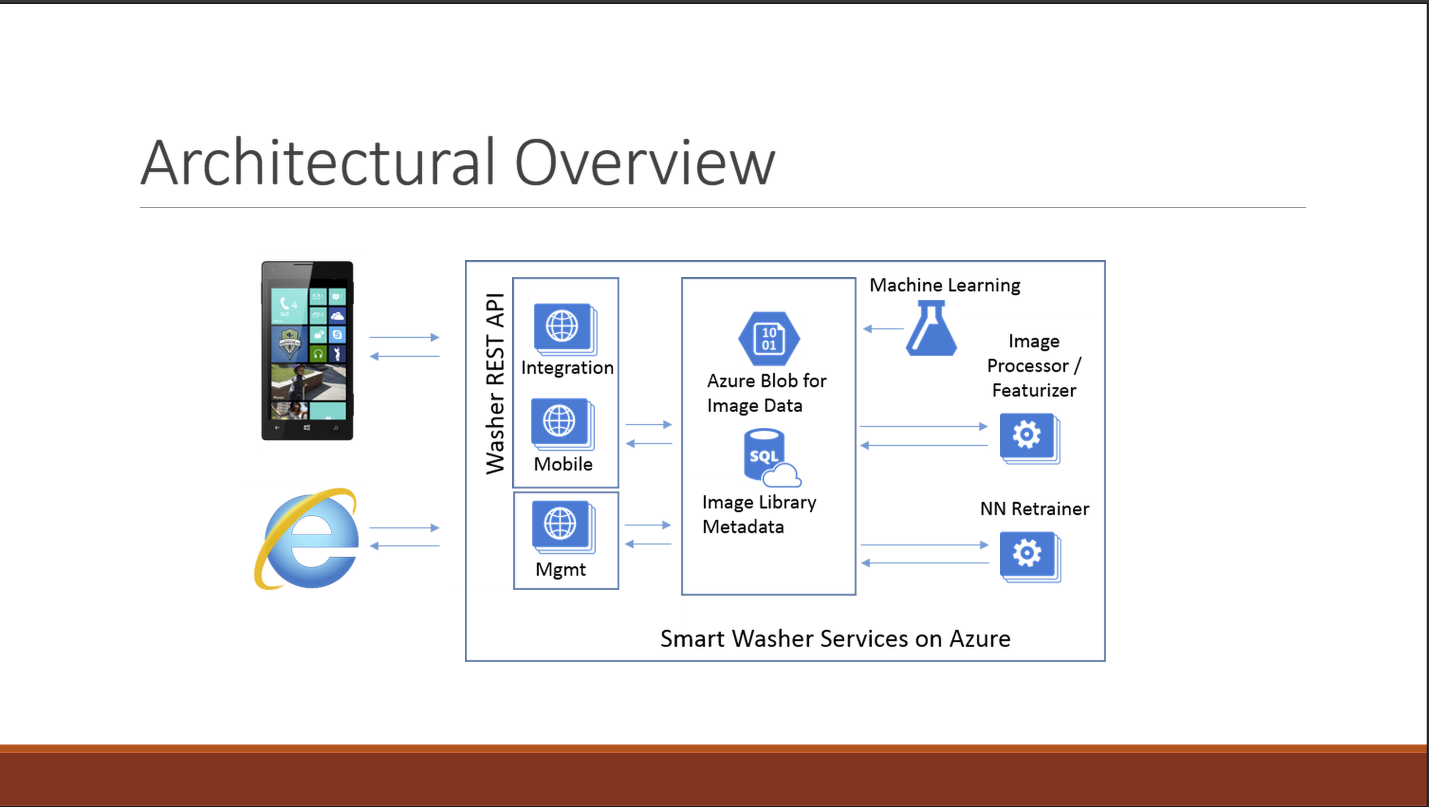 Architectural Overview
Washer REST API
Integration
Mobile
Mgmt
10
01
Azure Blob for
Image Data
SQL
Image Library
Metadata
Machine Learning
Image
Processor /
Featurizer
NN Retrainer
Smart Washer Services on Azure
4